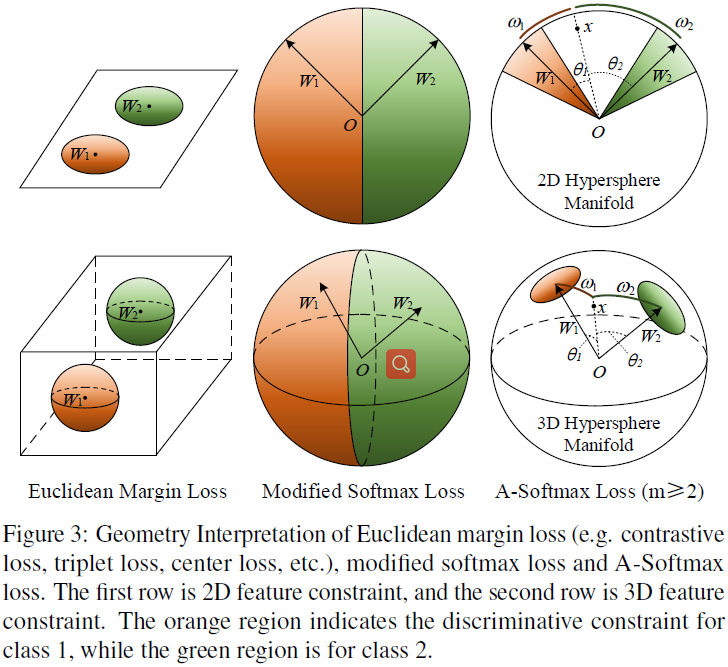 ω1 x ω2
W2 W1 W1 W2 O W1 θ1 θ2 W2 O
2D Hypersphere
Manifold
W2 W1 W1 W2 O ω1 ω2 x W1 W2 θ1 θ2 O
3D Hypersphere
Manifold
Euclidean Margin Loss Modified Softmax Loss A-Softmax Loss (m≥2)
Figure 3: Geometry Interpretation of Euclidean margin loss (e.g. contrastive
loss, triplet loss, center loss, etc.), modified softmax loss and A-Softmax
loss. The first row is 2D feature constraint, and the second row is 3D feature
constraint. The orange region indicates the discriminative constraint for
class 1, while the green region is for class 2.